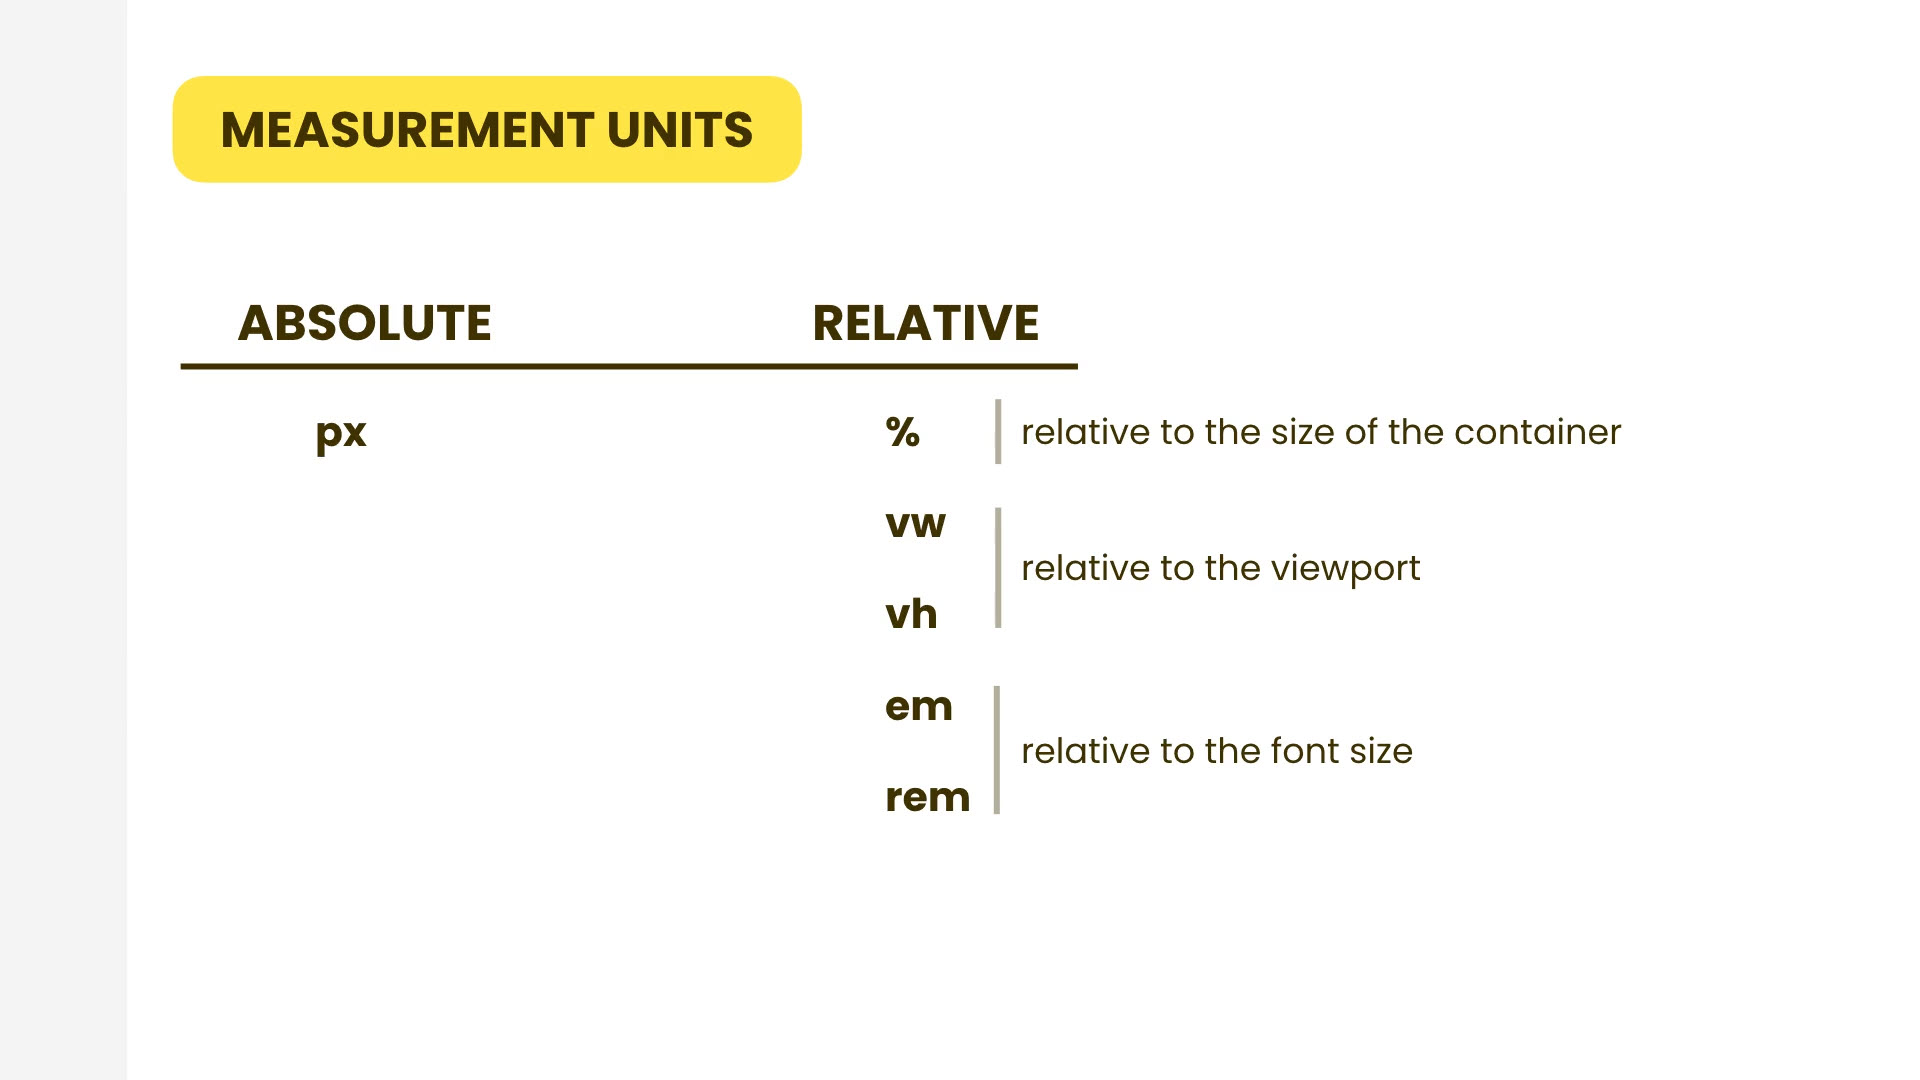 MEASUREMENT UNITS
ABSOLUTE RELATIVE
px % relative to the size of the container
vw
relative to the viewport
vh
em
relative to the font size
rem